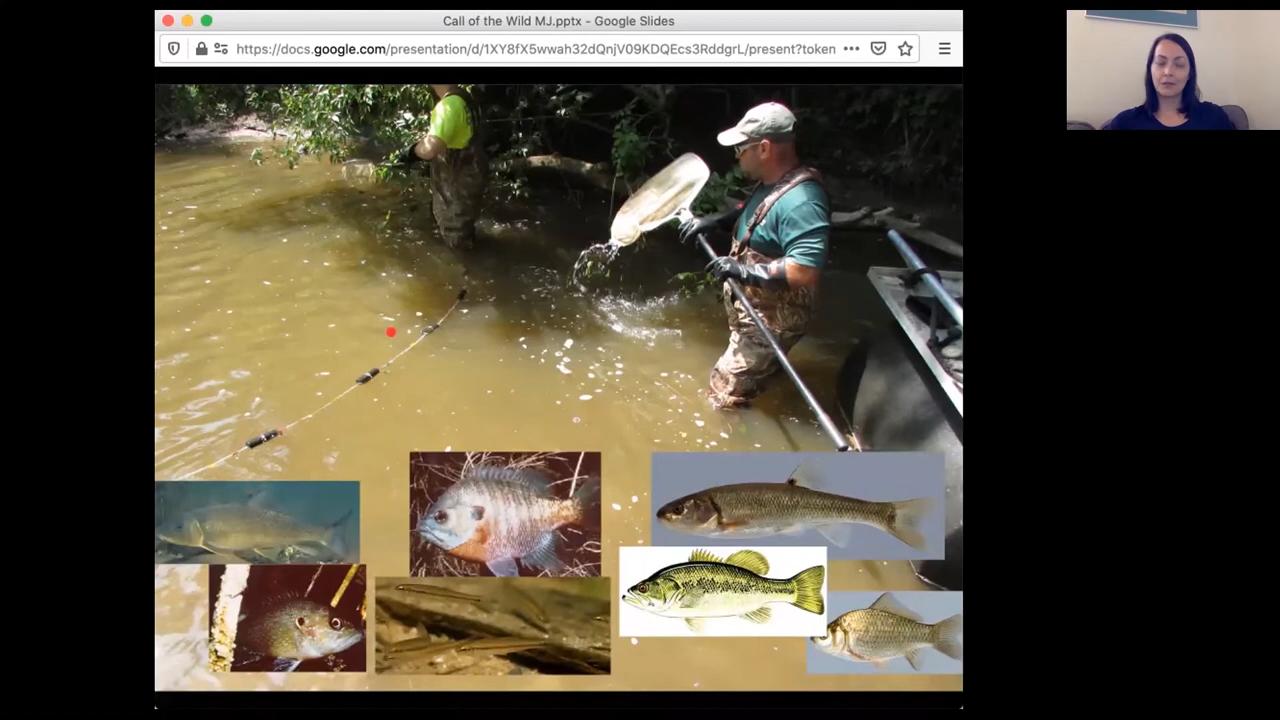 Call of the Wild MJ.pptx - Google Slides
https://docs.google.com/presentation/d/1XY8fX5wwah32dQnjV09KDQEcs3RddgrL/present?token